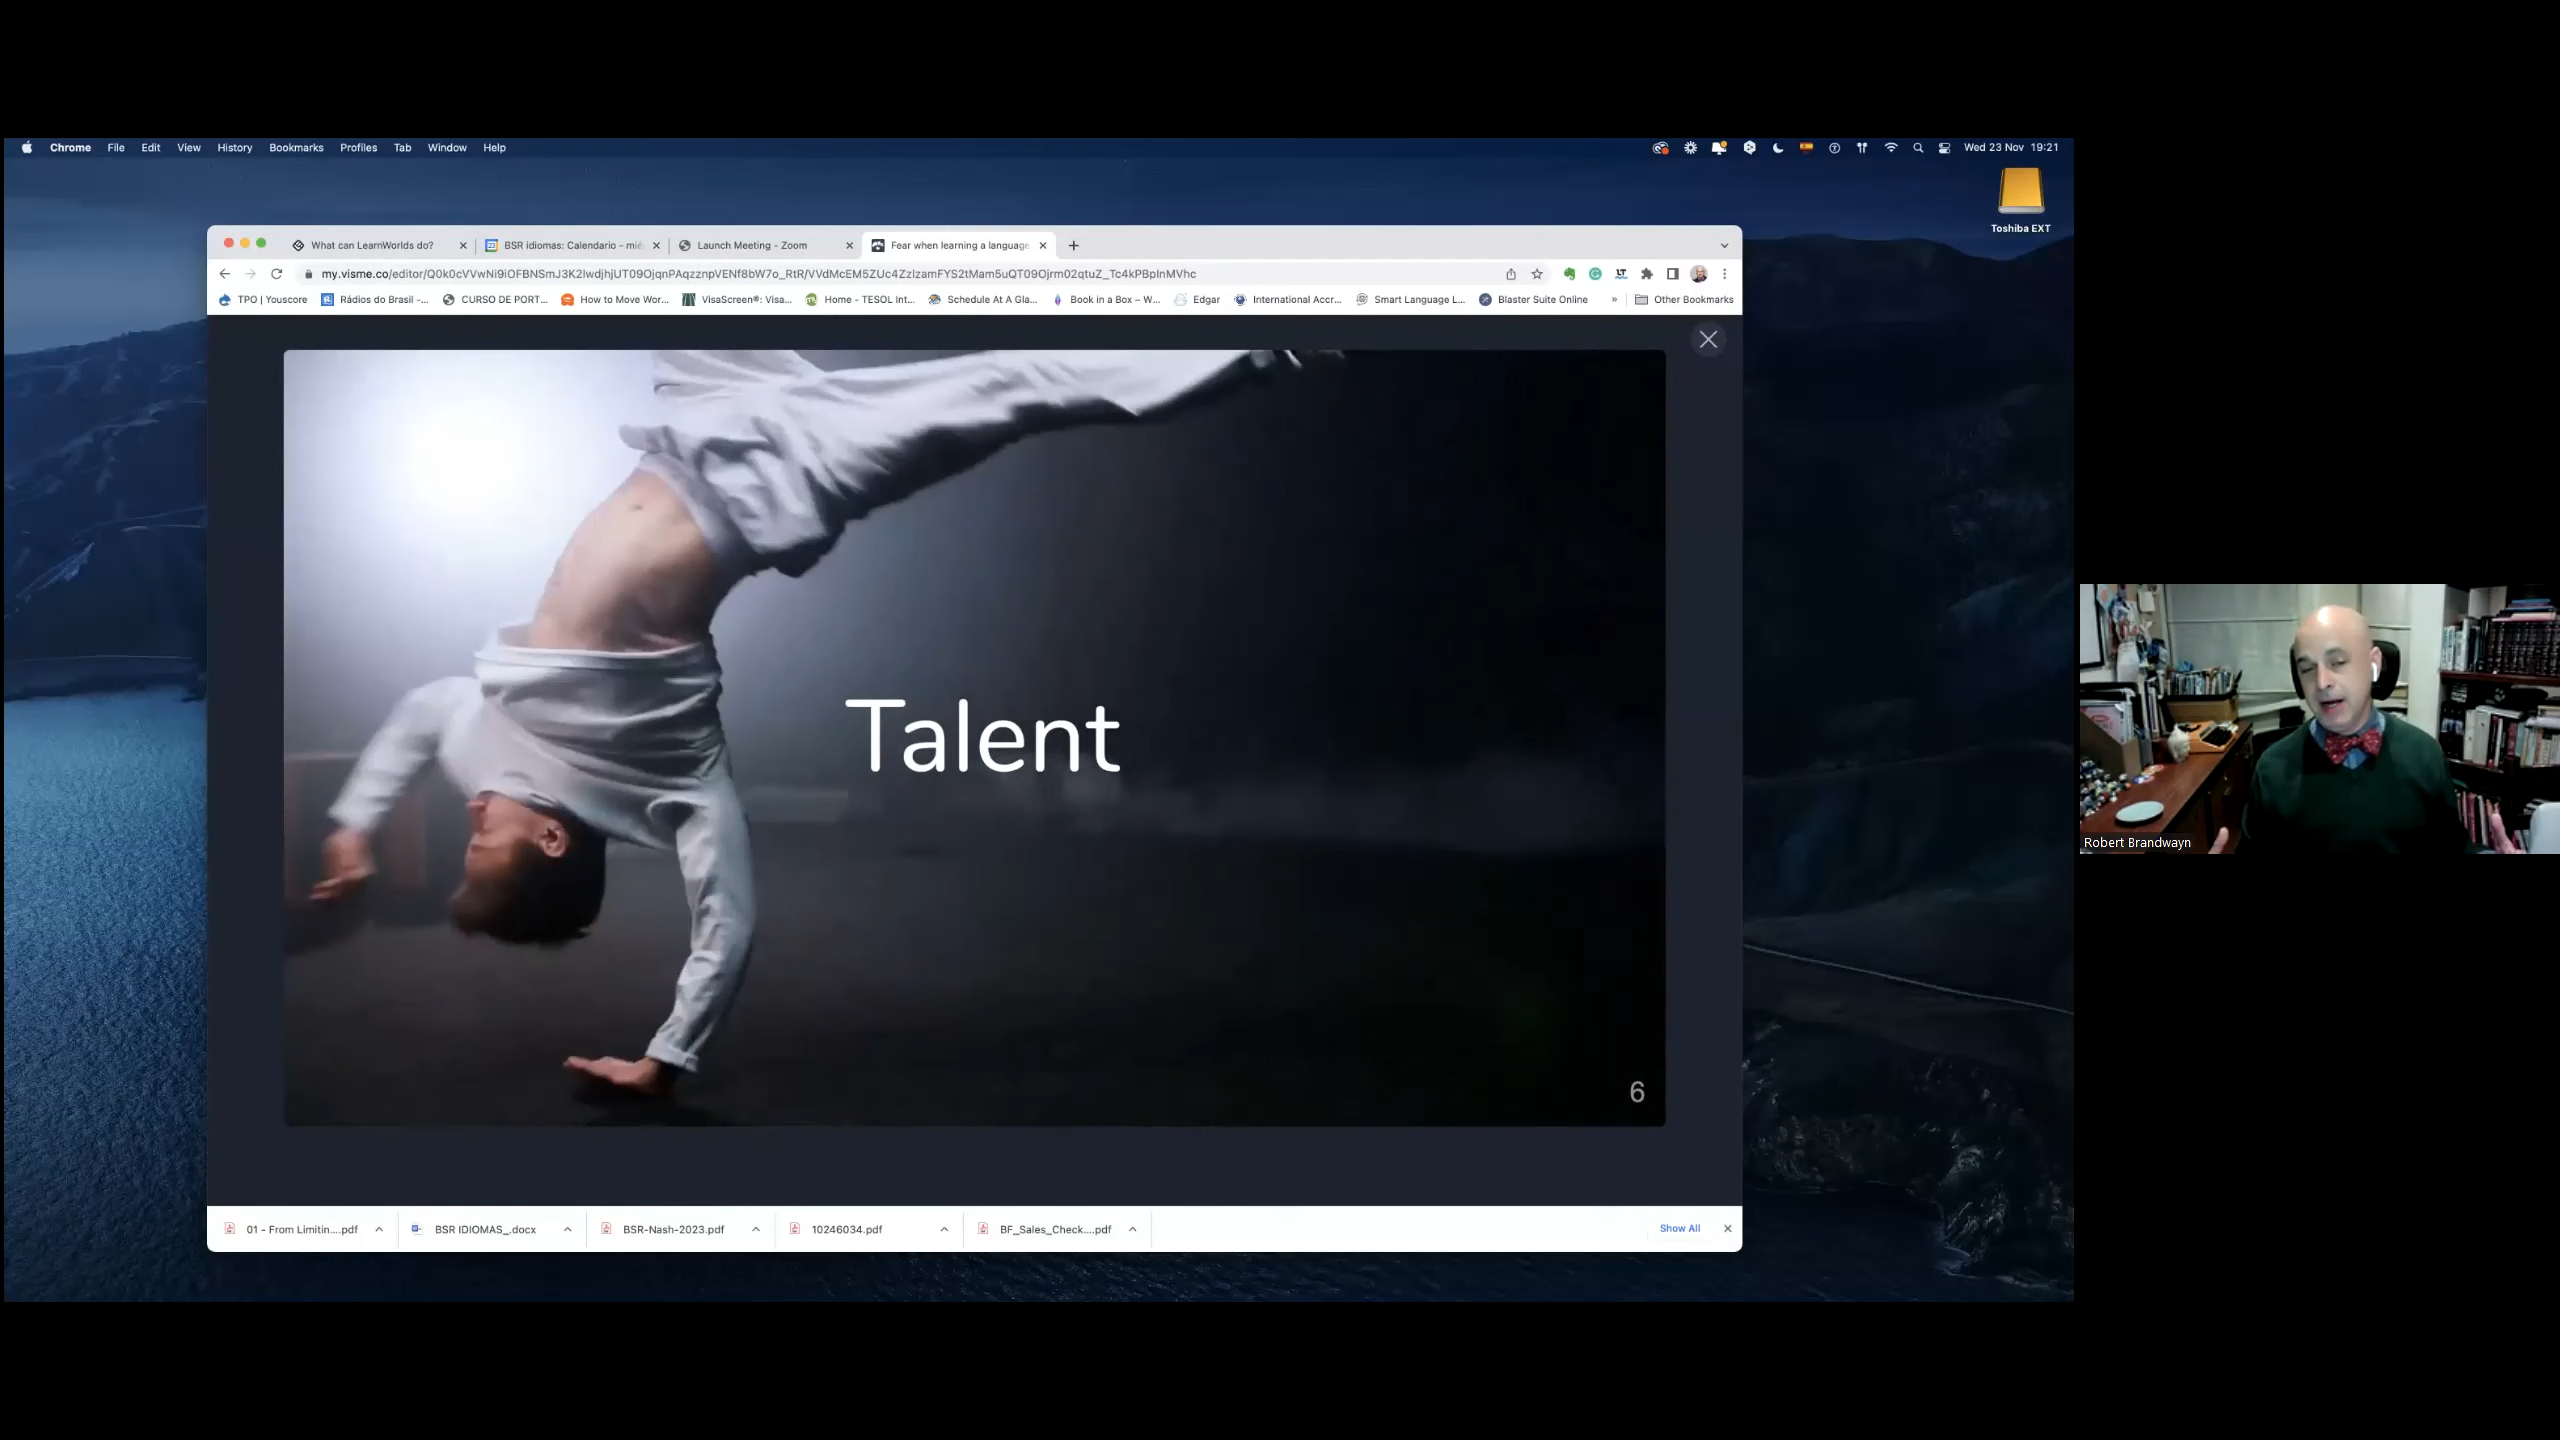 Chrome File Edit View History Bookmarks Profiles Tab Window Help Wed 23 Nov 19:21
Toshiba EXT
What can LearnWorlds do? BSR idiomas: Calendario - mié Launch Meeting - Zoom Fear when learning a language
my.visme.co/editor/
TPO | Youscore Rádios do Brasil -... CURSO DE PORT... How to Move Wor... VisaScreen®: Visa... Home - TESOL Int... Schedule At A Gla... Book in a Box – W... Edgar International Accr... Smart Language L... Blaster Suite Online » Other Bookmarks
Talent
Robert Brandwayn
6
01 - From Limitin....pdf BSR IDIOMAS_.docx BSR-Nash-2023.pdf 10246034.pdf BF_Sales_Check....pdf Show All